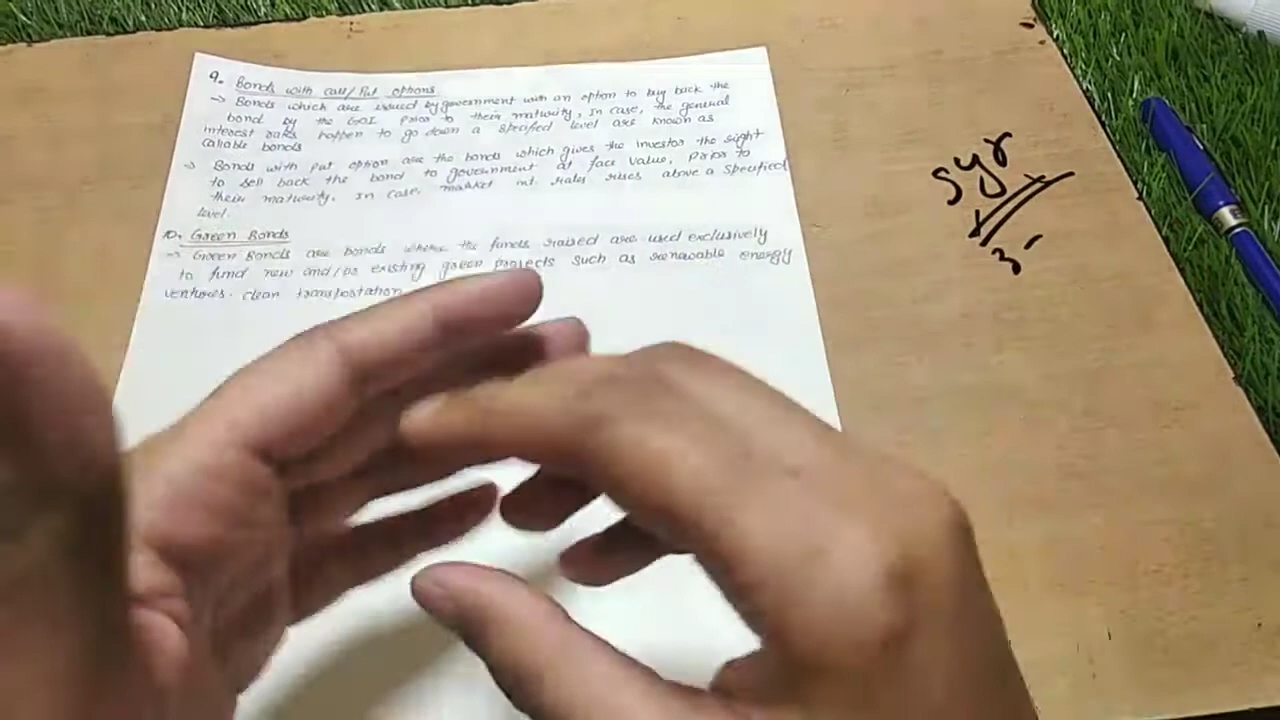 9. Bonds with call/Put options
→ Bonds which are issued by government with an option to buy back the
bond by the GOI prior to their maturity, In case, the general
interest rates happen to go down a specified level are known as
callable bonds
→ Bonds with put option are the bonds which gives the investor the right
to sell back the bond to government at face value, prior to
their maturity, In case, market int. rates rises above a specified
level.
10. Green Bonds
→ Green Bonds are bonds where the funds raised are used exclusively
to fund new and/or existing green projects such as renewable energy
ventures. clean transpostation
5yr
3